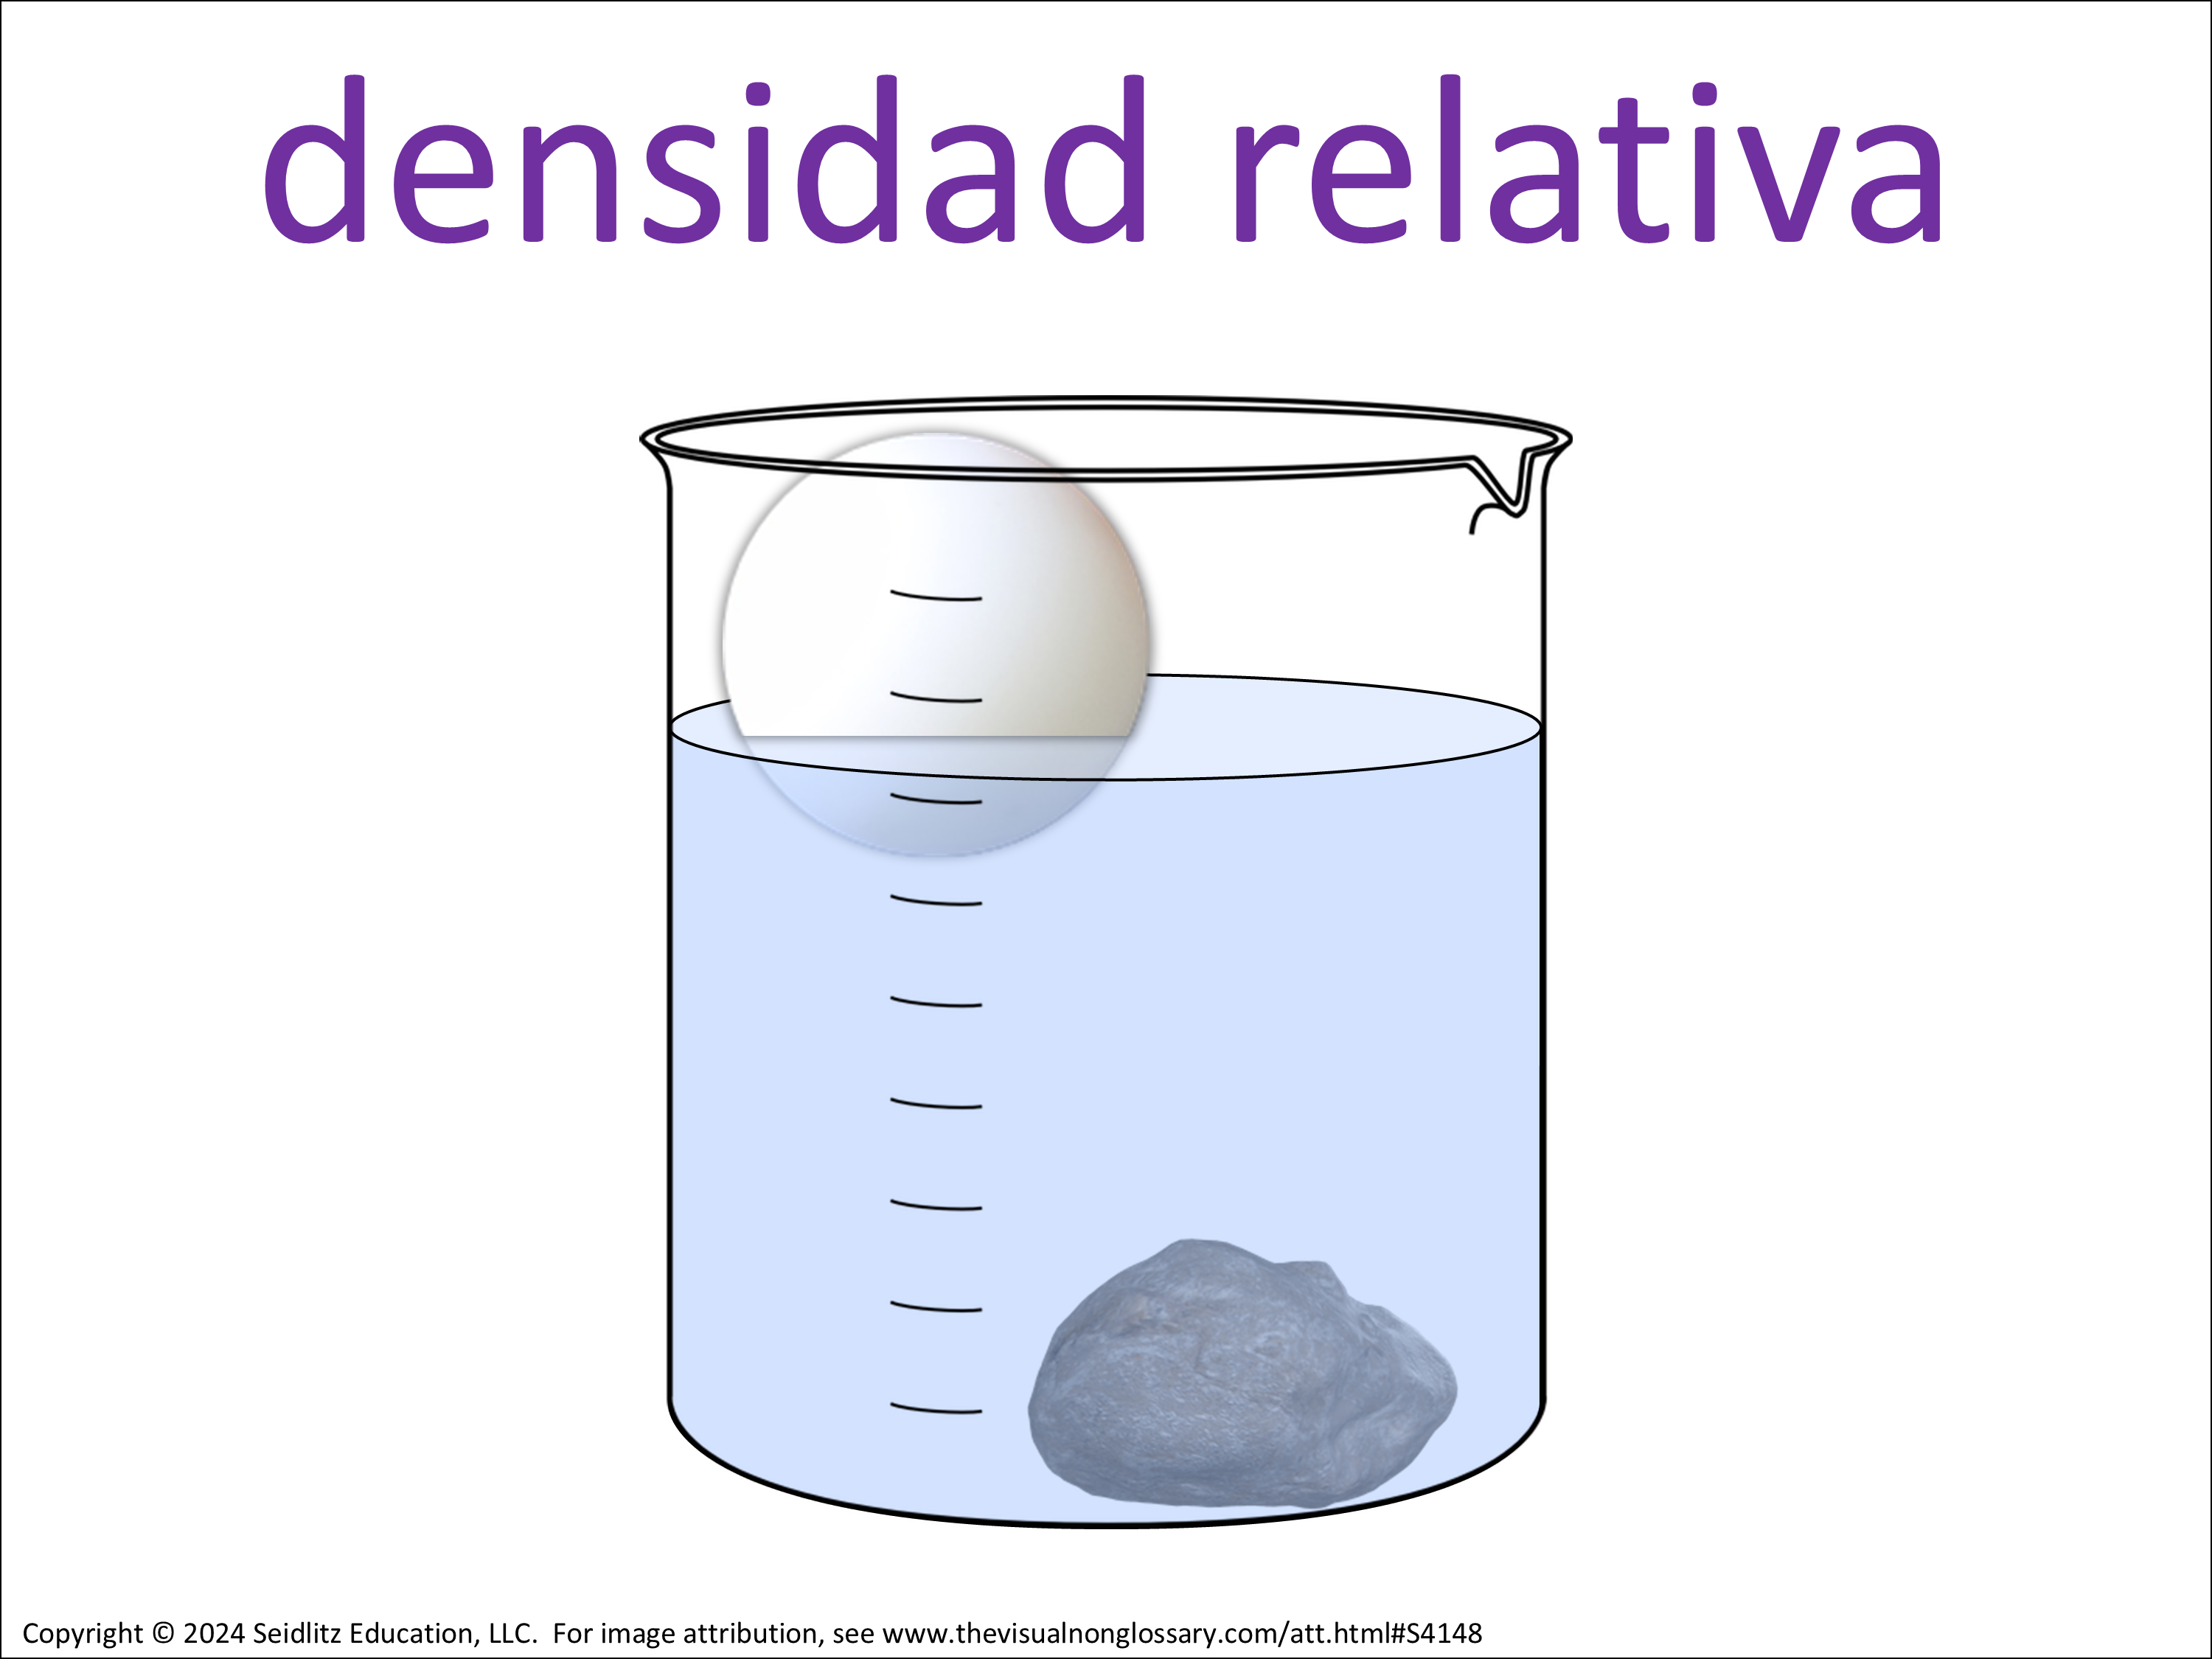 densidad relativa
Copyright © 2024 Seidlitz Education, LLC.  For image attribution, see www.thevisualnonglossary.com/att.html#S4148